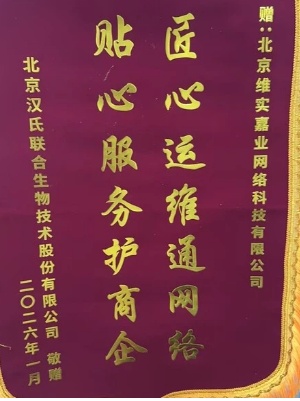 赠：北京维实嘉业网络科技有限公司
匠心运维通网络
贴心服务护商企
北京汉氏联合生物技术股份有限公司 敬赠
二〇二六年一月